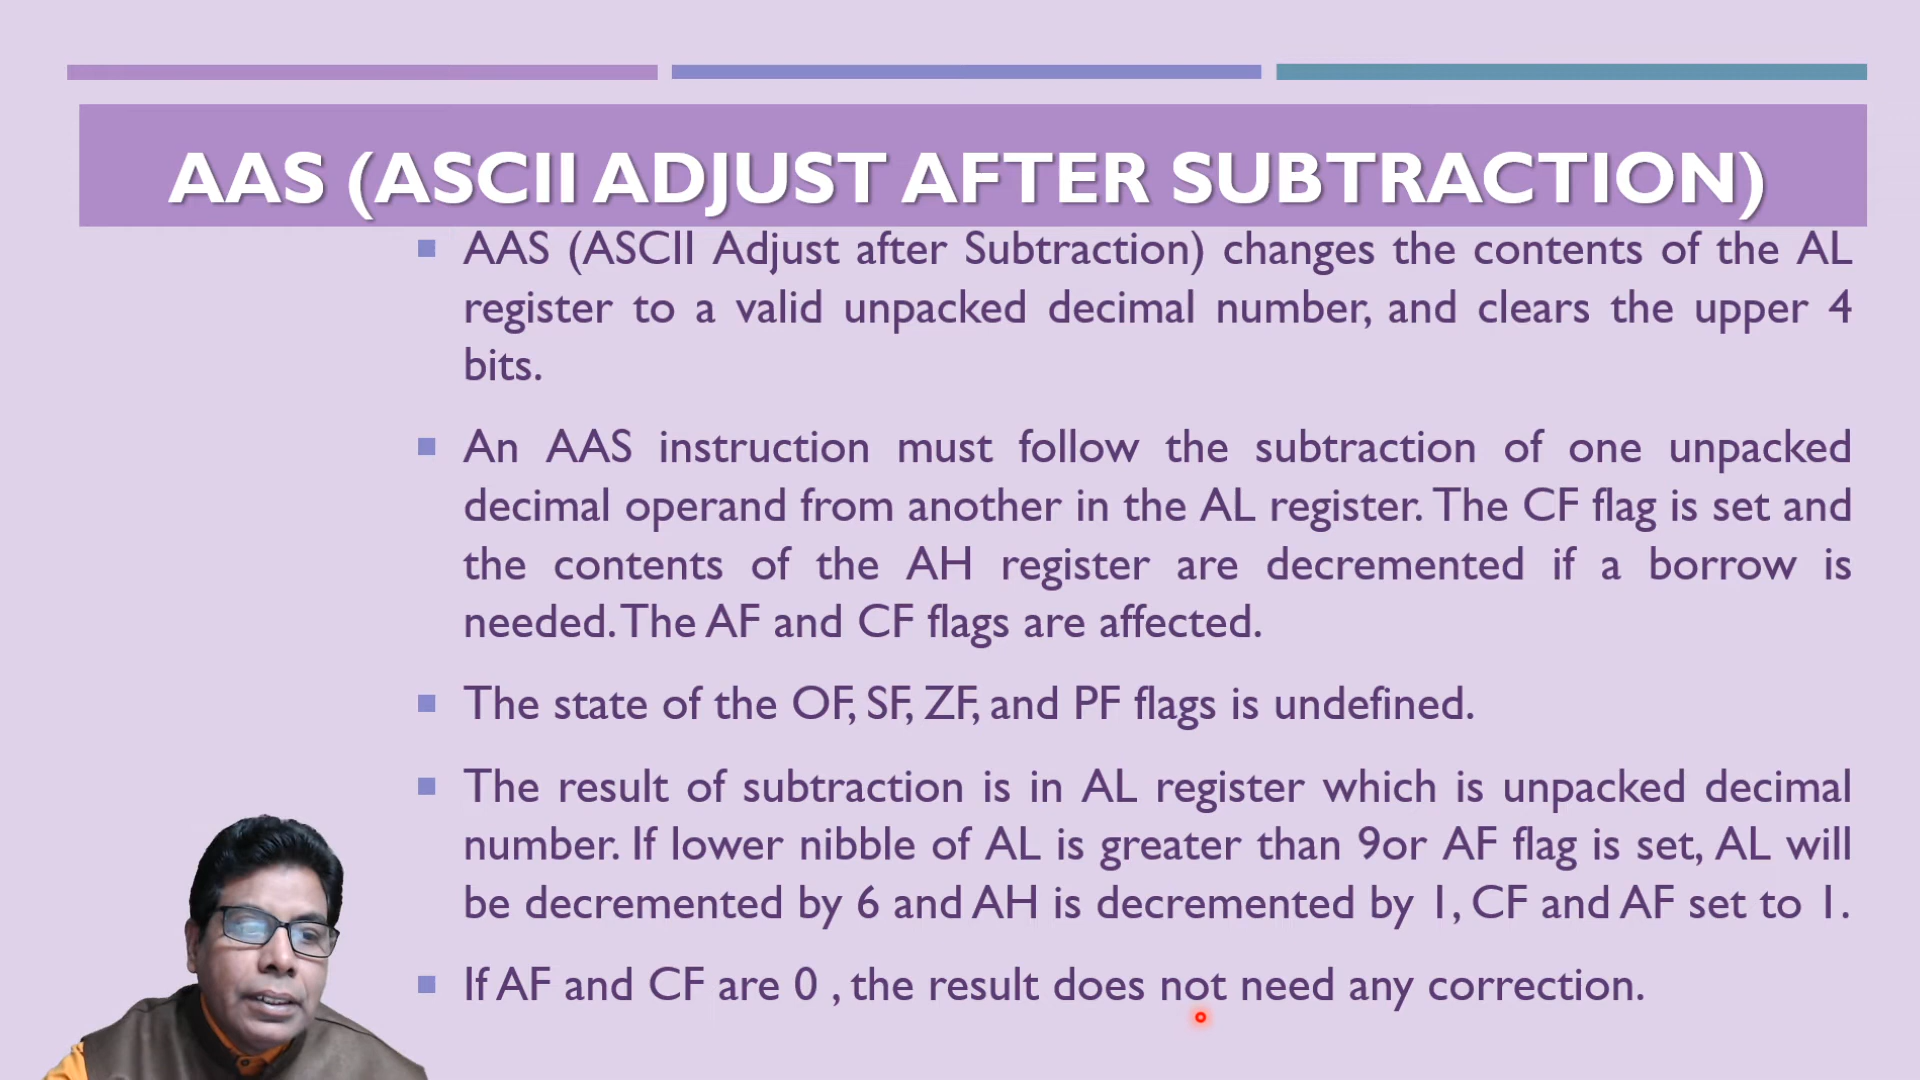 AAS (ASCII ADJUST AFTER SUBTRACTION)
AAS (ASCII Adjust after Subtraction) changes the contents of the AL
register to a valid unpacked decimal number, and clears the upper 4
bits.
An AAS instruction must follow the subtraction of one unpacked
decimal operand from another in the AL register. The CF flag is set and
the contents of the AH register are decremented if a borrow is
needed. The AF and CF flags are affected.
The state of the OF, SF, ZF, and PF flags is undefined.
The result of subtraction is in AL register which is unpacked decimal
number. If lower nibble of AL is greater than 9or AF flag is set, AL will
be decremented by 6 and AH is decremented by 1, CF and AF set to 1.
If AF and CF are 0 , the result does not need any correction.